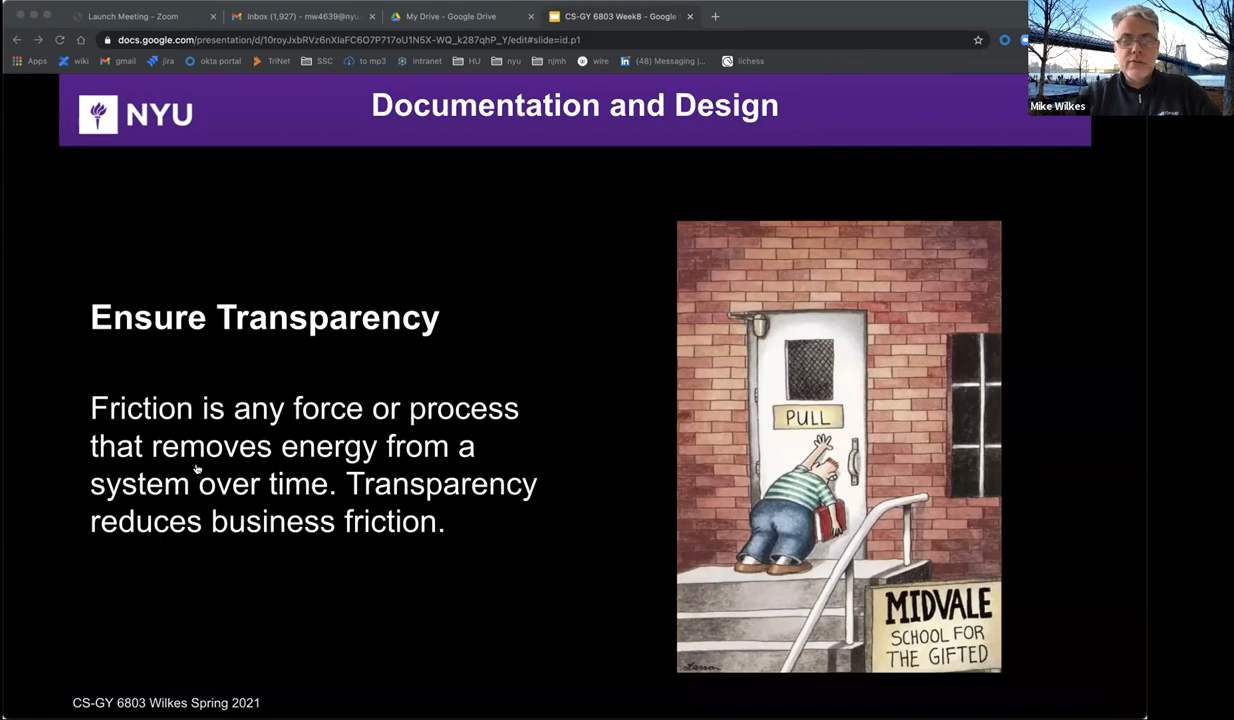 Launch Meeting - Zoom
Inbox (1,927) - mw4639@nyu.
My Drive - Google Drive
CS-GY 6803 Week8 - Google
docs.google.com/presentation/d/10royJxbRVz6nXlaFC6O7P717oU1N5X-WQ_k287qhP_Y/edit#slide=id.p1
Apps wiki gmail jira okta portal TriNet SSC to mp3 intranet HU nyu njmh wire (48) Messaging |... lichess
Mike Wilkes
NYU
Documentation and Design
Ensure Transparency
Friction is any force or process
that removes energy from a
system over time. Transparency
reduces business friction.
PULL
MIDVALE
SCHOOL FOR
THE GIFTED
CS-GY 6803 Wilkes Spring 2021